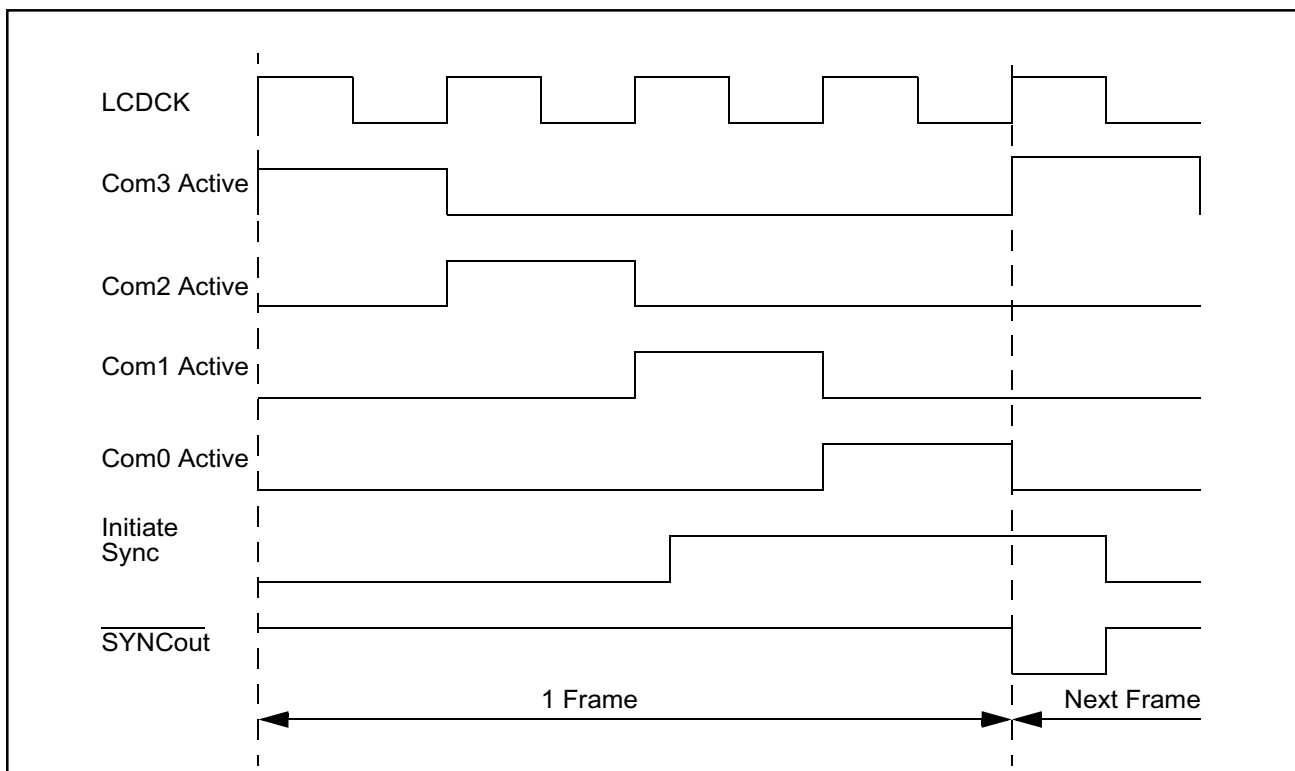 LCDCK
Com3 Active
Com2 Active
Com1 Active
Com0 Active
Initiate
Sync
SYNCout
1 Frame
Next Frame